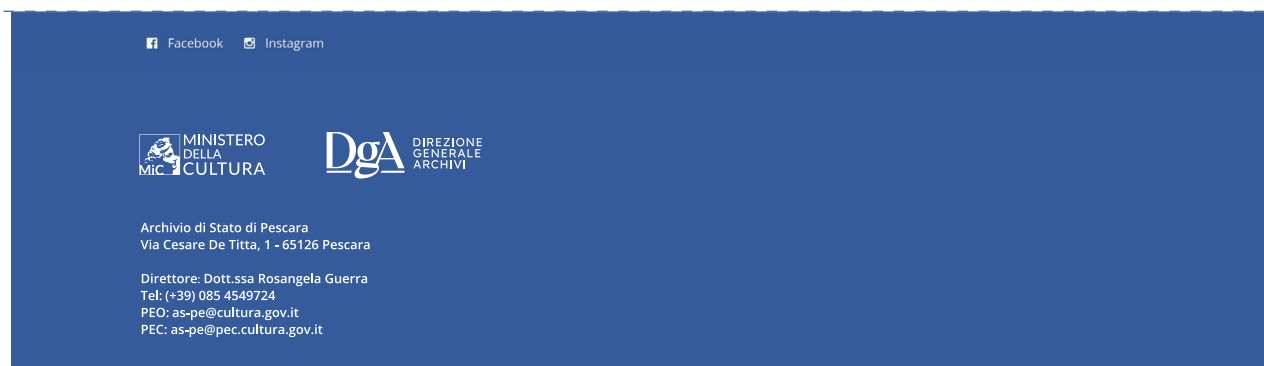 Facebook Instagram
MiC MINISTERO
DELLA
CULTURA
DgA DIREZIONE
GENERALE
ARCHIVI
Archivio di Stato di Pescara
Via Cesare De Titta, 1 - 65126 Pescara
Direttore: Dott.ssa Rosangela Guerra
Tel: (+39) 085 4549724
PEO: as-pe@cultura.gov.it
PEC: as-pe@pec.cultura.gov.it